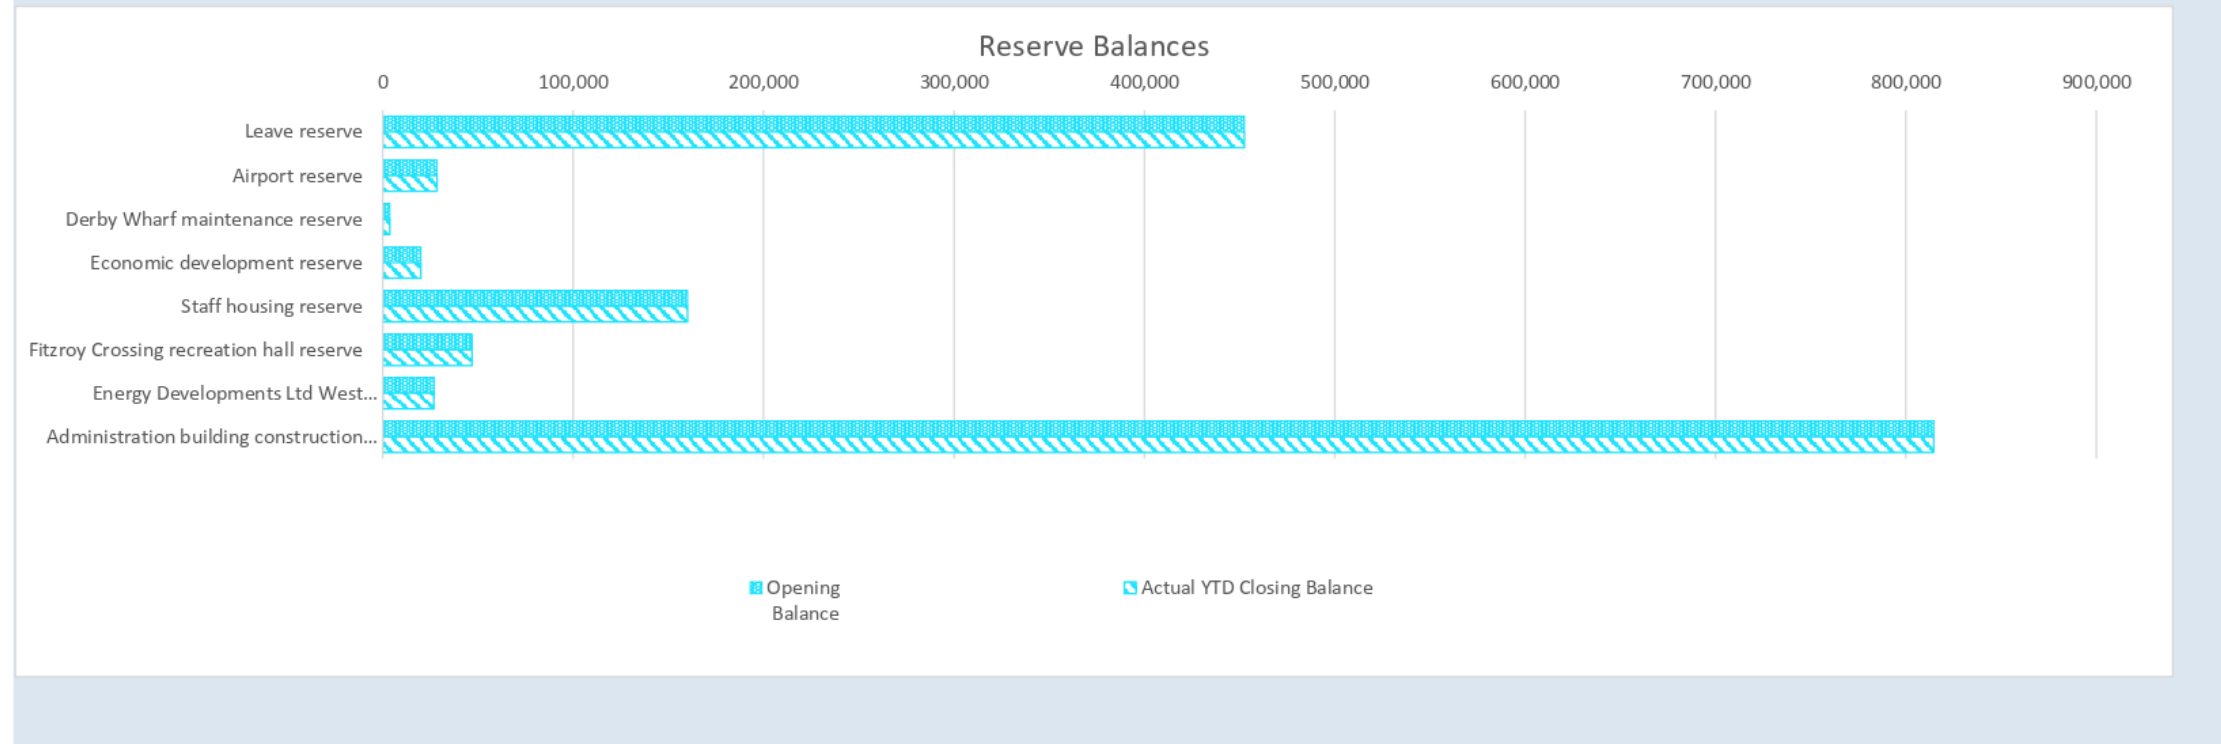 Reserve Balances
0 100,000 200,000 300,000 400,000 500,000 600,000 700,000 800,000 900,000
Leave reserve
Airport reserve
Derby Wharf maintenance reserve
Economic development reserve
Staff housing reserve
Fitzroy Crossing recreation hall reserve
Energy Developments Ltd West...
Administration building construction...
Opening
Balance
Actual YTD Closing Balance